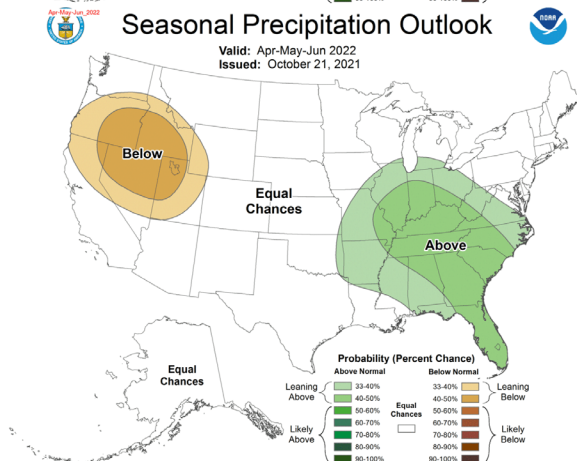 Apr-May-Jun_2022
Seasonal Precipitation Outlook
NOAA
Valid: Apr-May-Jun 2022
Issued: October 21, 2021
Below
Equal
Chances
Above
Equal
Chances
Probability (Percent Chance)
Above Normal
Below Normal
Leaning
Above
33-40%
40-50%
Likely
Above
50-60%
60-70%
70-80%
80-90%
90-100%
Equal
Chances
33-40%
40-50%
Leaning
Below
50-60%
60-70%
70-80%
80-90%
90-100%
Likely
Below